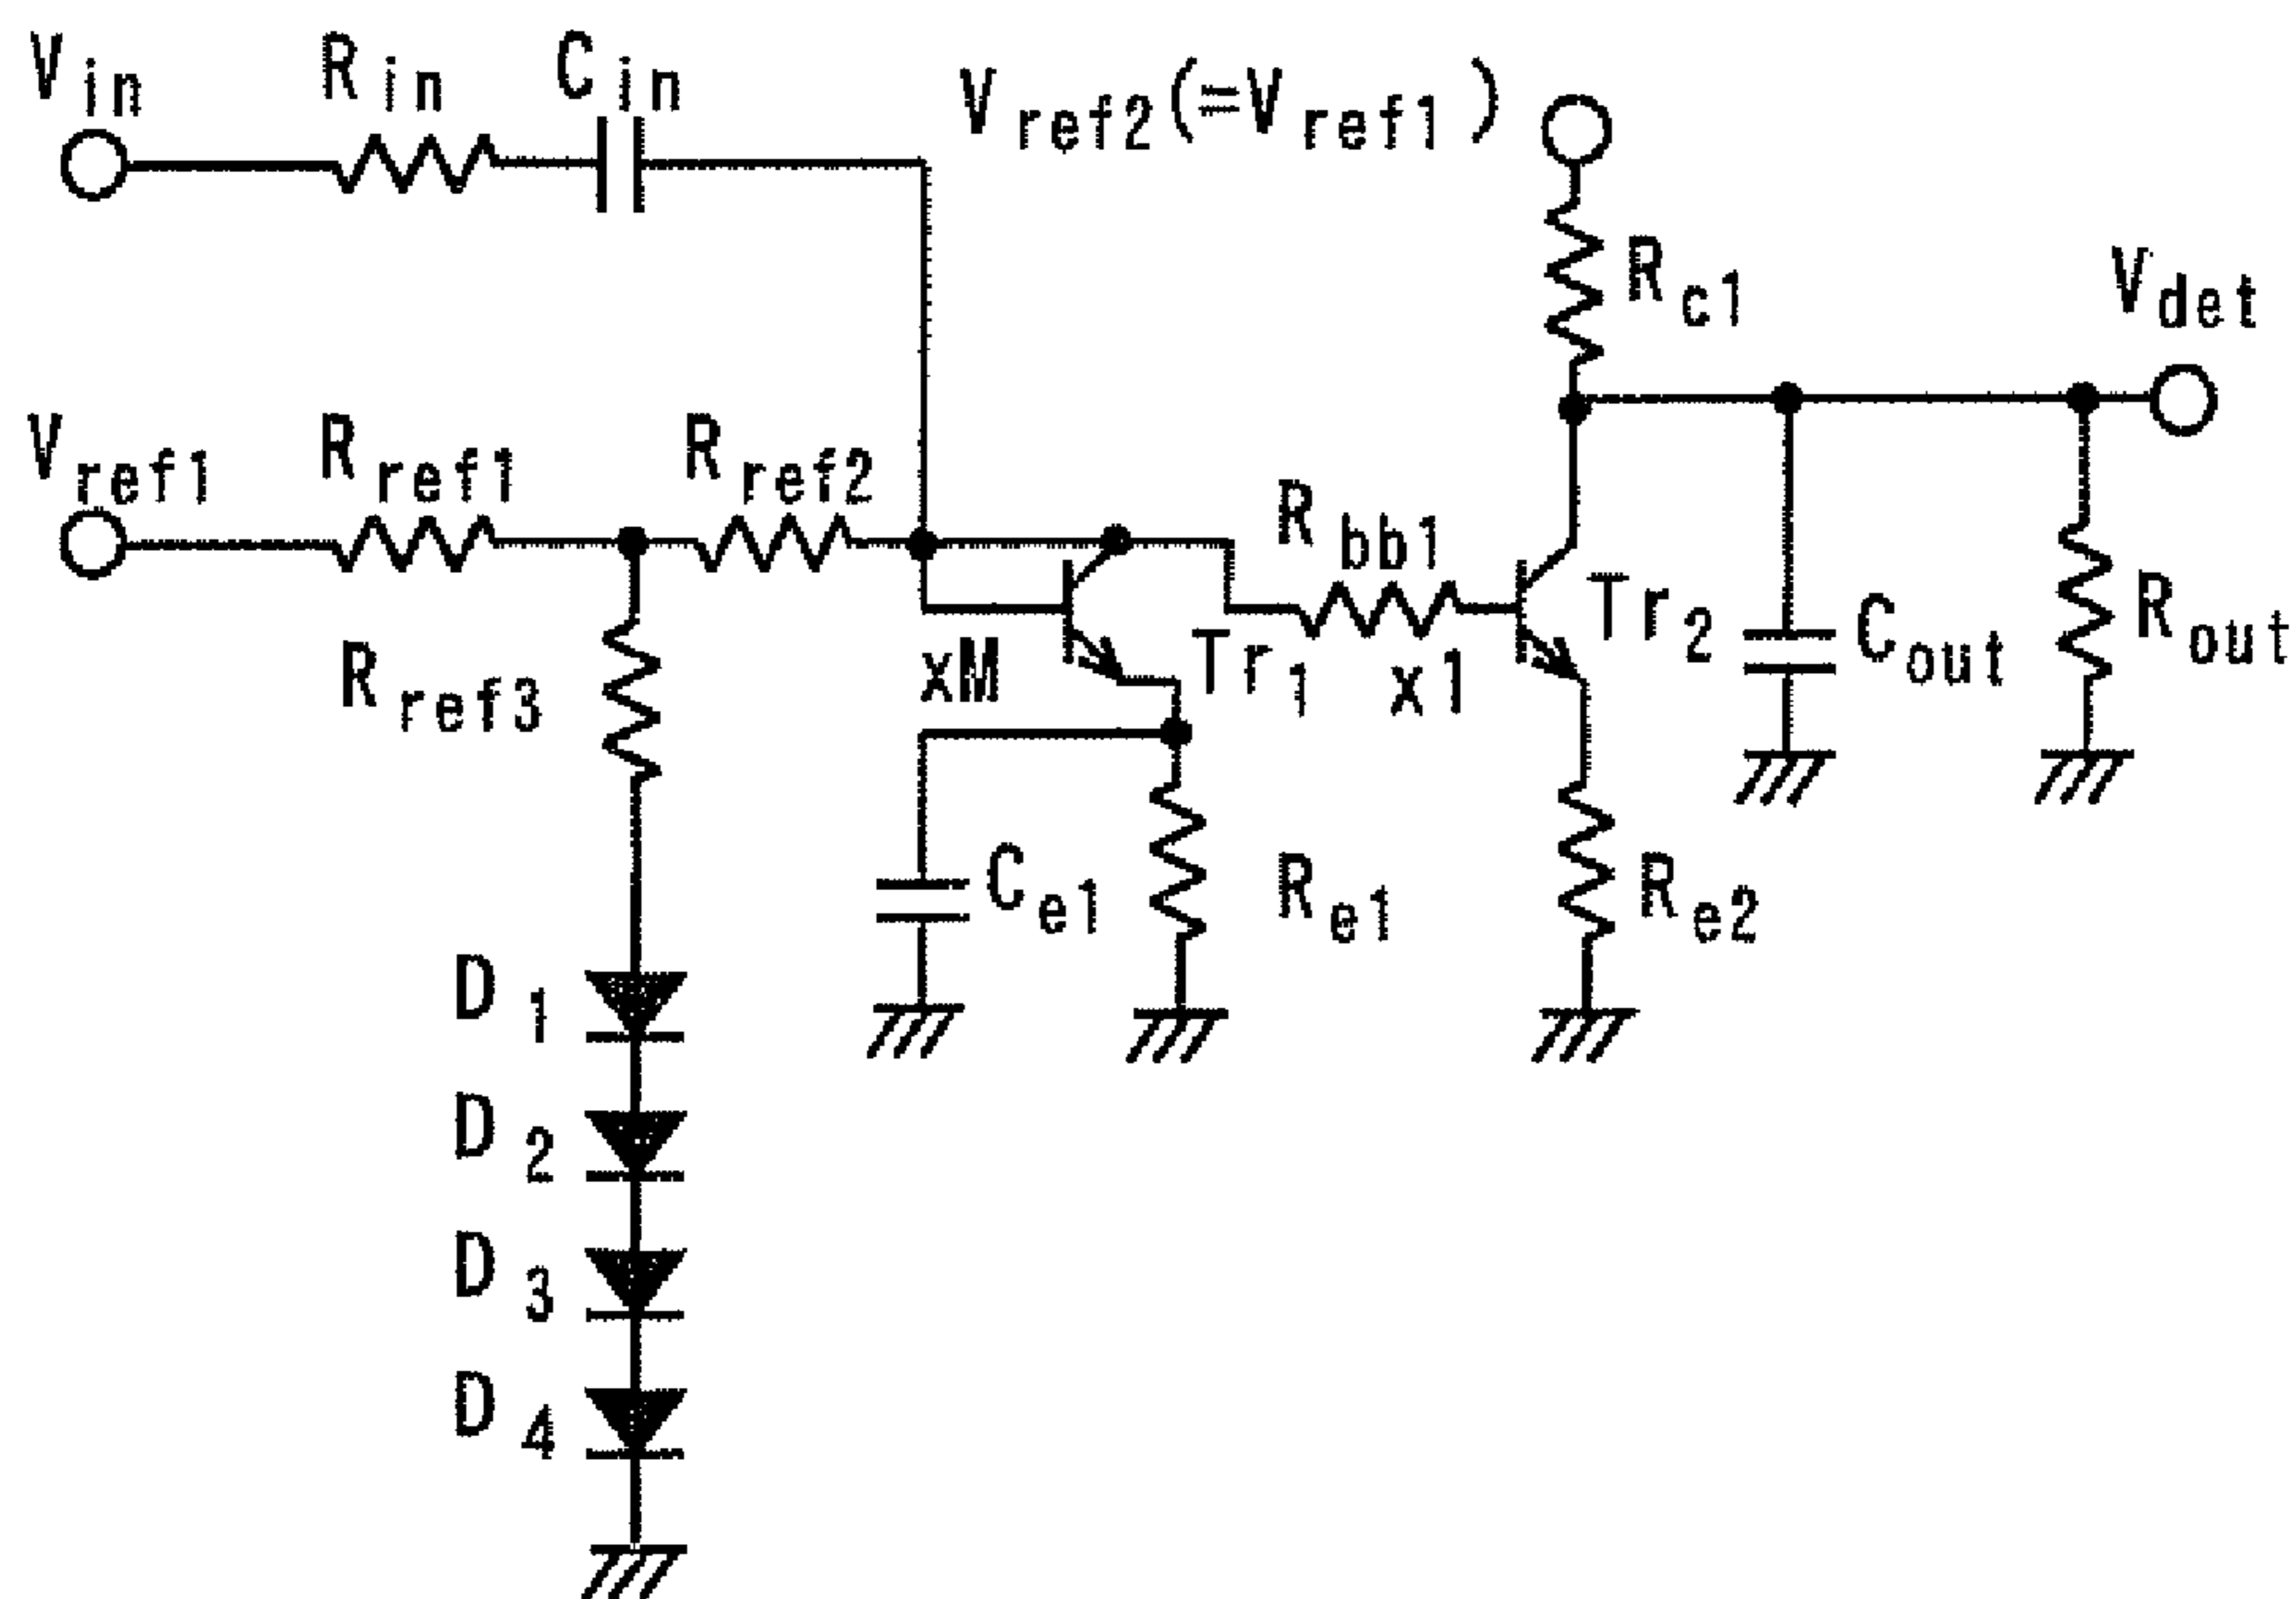 Vin
Rin
Cin
Vref2(=Vref1)
Rc1
Vdet
Vref1
Rref1
Rref2
Rbb1
Rref3
xM
Tr1
x1
Tr2
Cout
Rout
Ce1
Re1
Re2
D1
D2
D3
D4